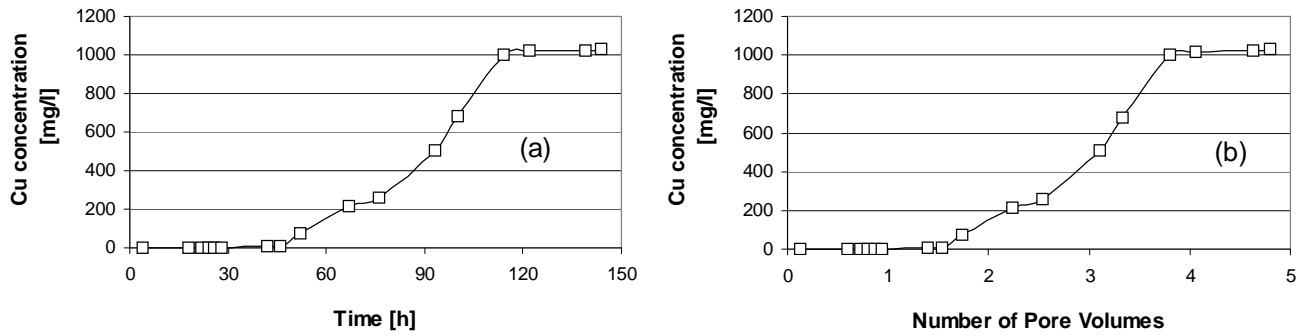 Cu concentration
[mg/l]
1200
1000
800
600
400
200
0
(a)
0 30 60 90 120 150
Time [h]
Cu concentration
[mg/l]
1200
1000
800
600
400
200
0
(b)
0 1 2 3 4 5
Number of Pore Volumes